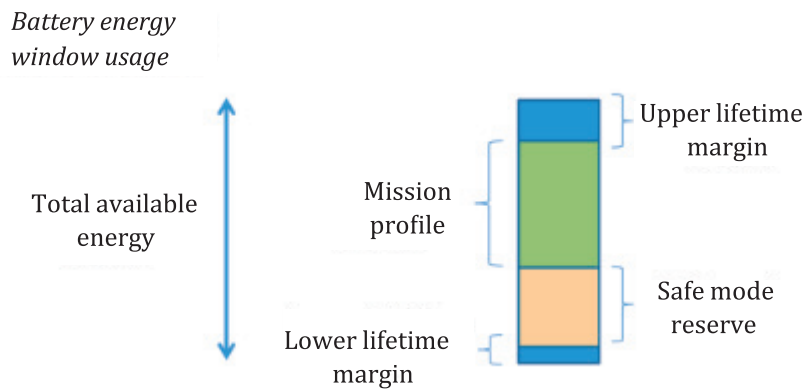 Battery energy
window usage
Upper lifetime
margin
Mission
profile
Total available
energy
Safe mode
reserve
Lower lifetime
margin